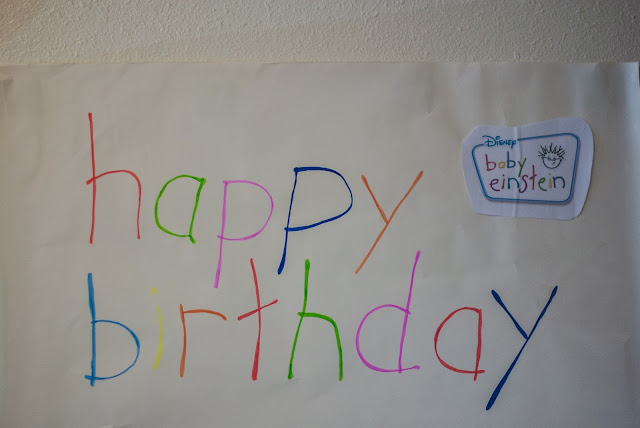 happy
birthday
Disney
baby
einstein